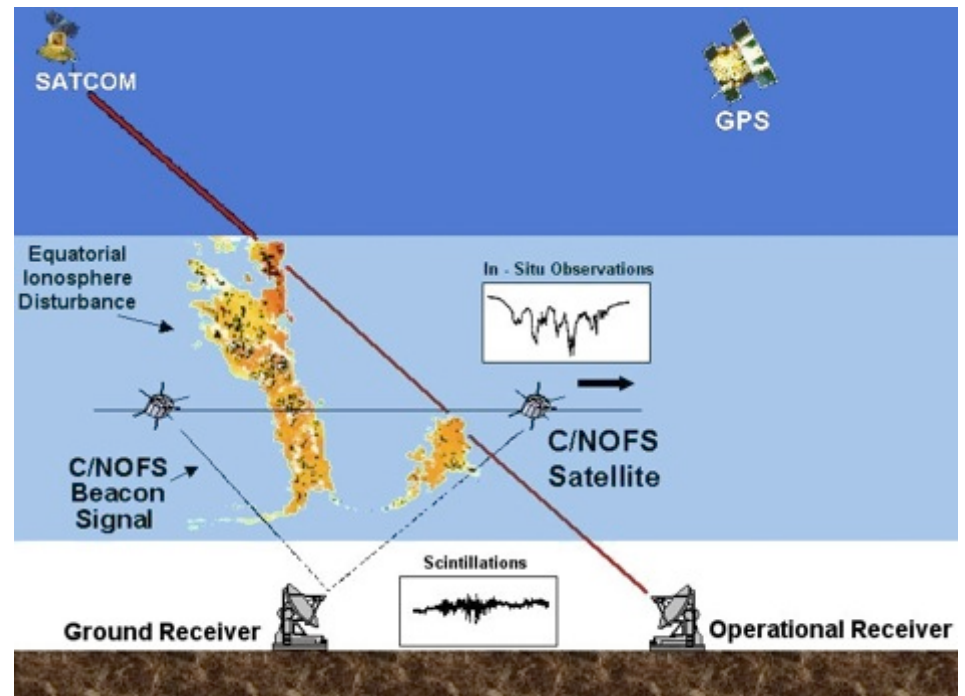 SATCOM
GPS
Equatorial
Ionosphere
Disturbance
In - Situ Observations
C/NOFS
Satellite
C/NOFS
Beacon
Signal
Scintillations
Ground Receiver
Operational Receiver